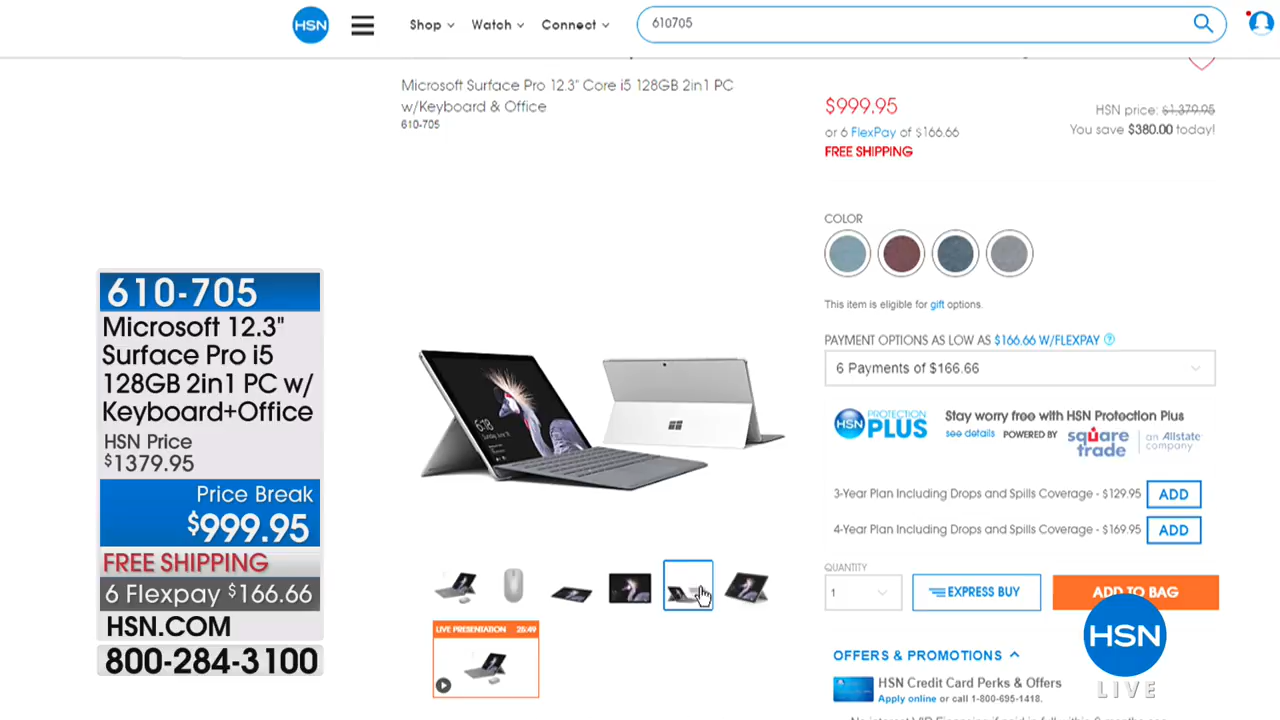 HSN
Shop
Watch
Connect
610705
Microsoft Surface Pro 12.3" Core i5 128GB 2in1 PC
w/Keyboard & Office
610-705
$999.95
HSN price: $1,379.95
or 6 FlexPay of $166.66
You save $380.00 today!
FREE SHIPPING
COLOR
This item is eligible for gift options.
PAYMENT OPTIONS AS LOW AS $166.66 W/FLEXPAY
6 Payments of $166.66
HSN PROTECTION PLUS
Stay worry free with HSN Protection Plus
see details POWERED BY square trade an Allstate company
3-Year Plan Including Drops and Spills Coverage - $129.95 ADD
4-Year Plan Including Drops and Spills Coverage - $169.95 ADD
QUANTITY
1
EXPRESS BUY
ADD TO BAG
OFFERS & PROMOTIONS
HSN Credit Card Perks & Offers
Apply online or call 1-800-695-1418.
LIVE PRESENTATION 25:49
610-705
Microsoft 12.3"
Surface Pro i5
128GB 2in1 PC w/
Keyboard+Office
HSN Price
$1379.95
Price Break
$999.95
FREE SHIPPING
6 Flexpay $166.66
HSN.COM
800-284-3100
HSN
LIVE